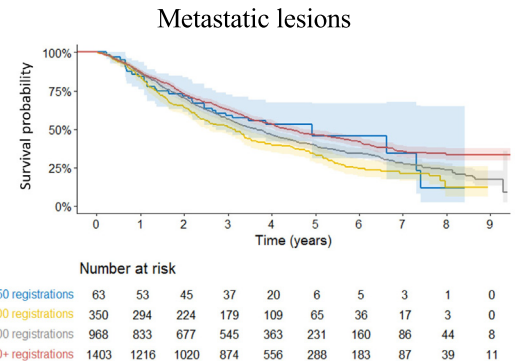 Metastatic lesions
Survival probability
100%
75%
50%
25%
0%
0 1 2 3 4 5 6 7 8 9
Time (years)
Number at risk
50 registrations 63 53 45 37 20 6 5 3 1 0
00 registrations 350 294 224 179 109 65 36 17 3 0
00 registrations 968 833 677 545 363 231 160 86 44 8
0+ registrations 1403 1216 1020 874 556 288 183 87 39 11